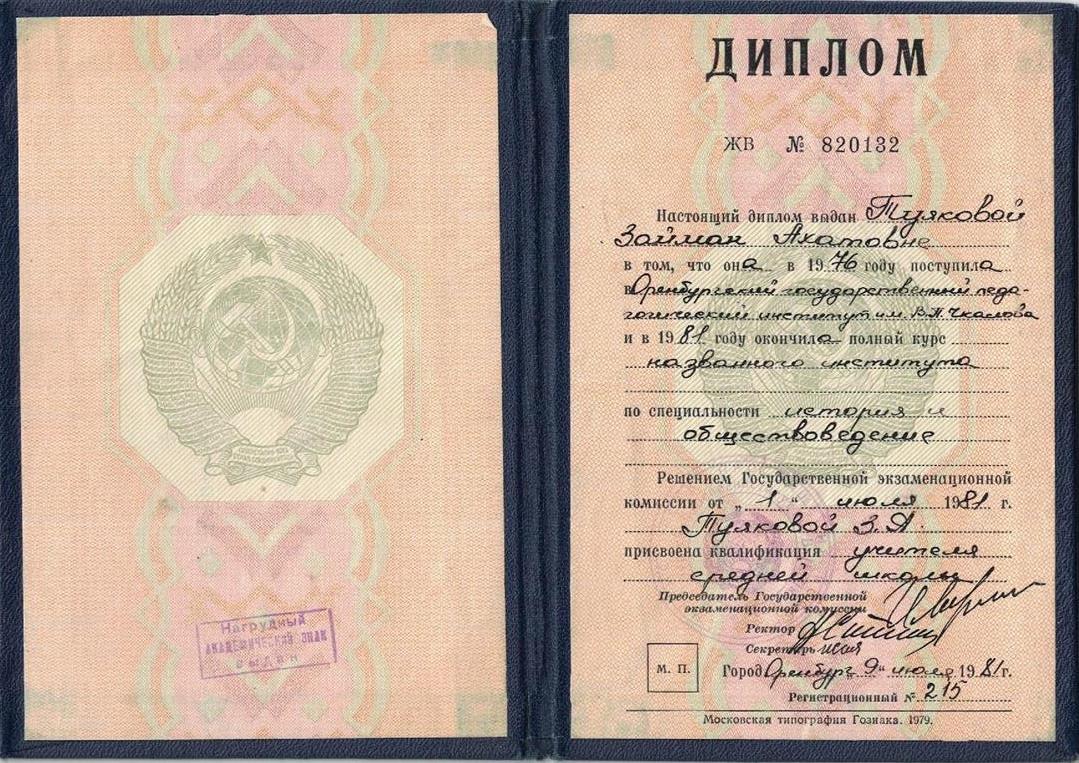 Нагрудный
АКАДЕМИЧЕСКИЙ ЗНАК
выдан
ДИПЛОМ
ЖВ № 820132
Настоящий диплом выдан Туяковой
Займан Ахатовне
в том, что она в 1976 году поступила
в Оренбургский государственный педа-
гогический институт им. В.П. Чкалова
и в 1981 году окончила полный курс
названного института
по специальности история и
обществоведение
Решением Государственной экзаменационной
комиссии от „1“ июля 1981 г.
Туяковой З.А.
присвоена квалификация учителя
средней школы
Председатель Государственной
экзаменационной комиссии
Ректор
Секретарь
М. П.
Город Оренбург „9“ июля 1981 г.
Регистрационный № 215
Московская типография Гознака. 1979.